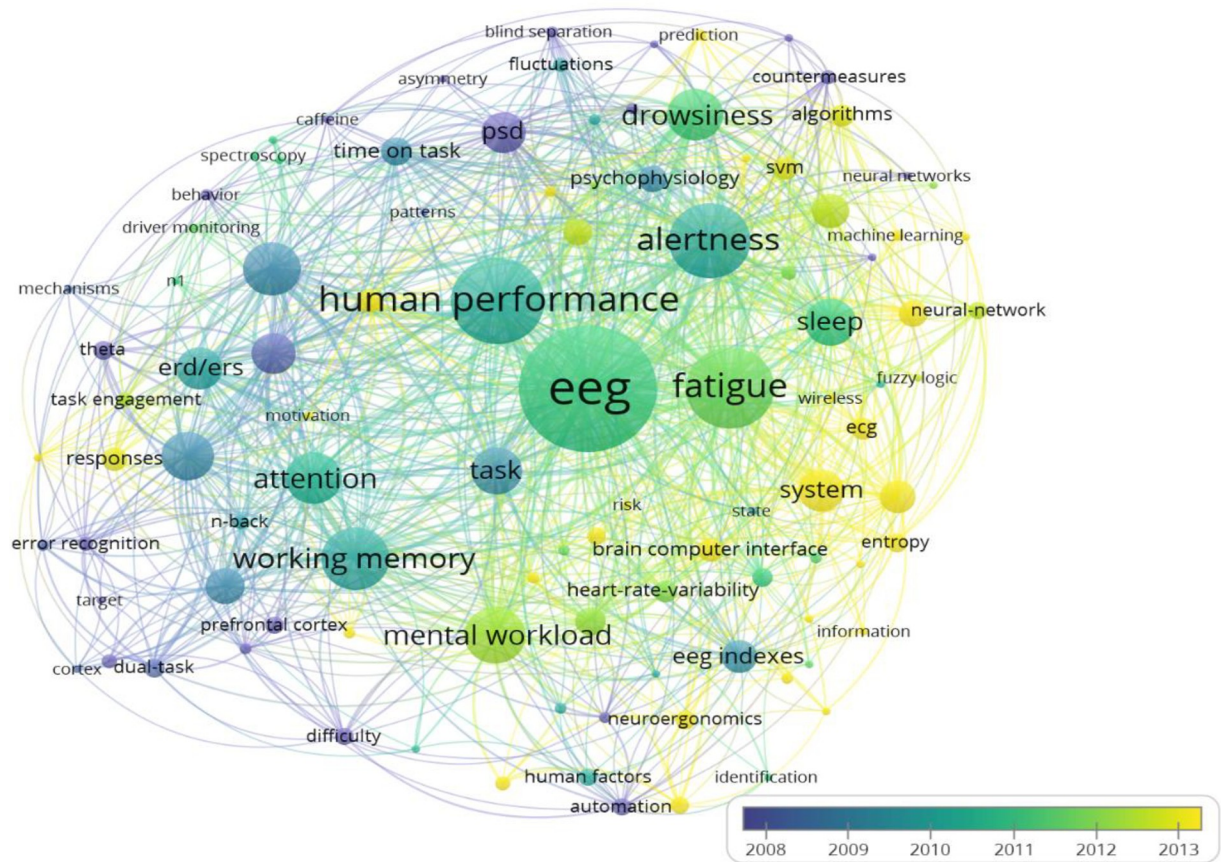 blind separation
prediction
fluctuations
asymmetry
countermeasures
drowsiness
algorithms
caffeine
psd
time on task
spectroscopy
svm
psychophysiology
neural networks
behavior
patterns
driver monitoring
alertness
machine learning
n1
mechanisms
human performance
neural-network
sleep
theta
erd/ers
eeg
fatigue
fuzzy logic
task engagement
wireless
motivation
ecg
responses
task
attention
system
risk
state
n-back
error recognition
brain computer interface
entropy
working memory
heart-rate-variability
target
prefrontal cortex
mental workload
information
eeg indexes
cortex
dual-task
neuroergonomics
difficulty
human factors
identification
automation
2008 2009 2010 2011 2012 2013